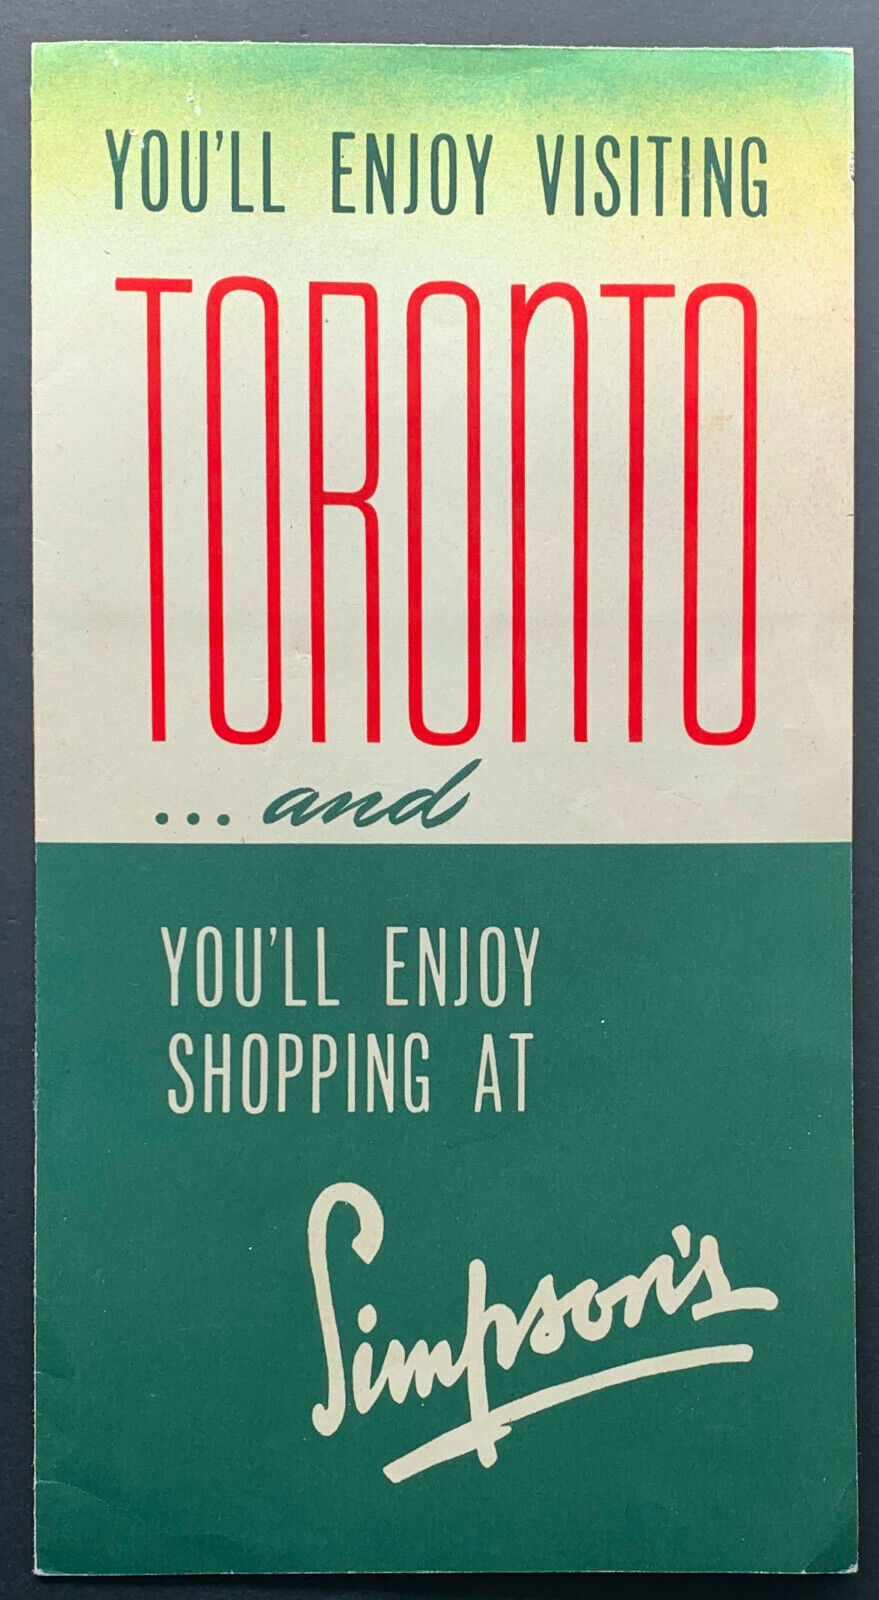 YOU'LL ENJOY VISITING
TORONTO
...and
YOU'LL ENJOY
SHOPPING AT
Simpson's